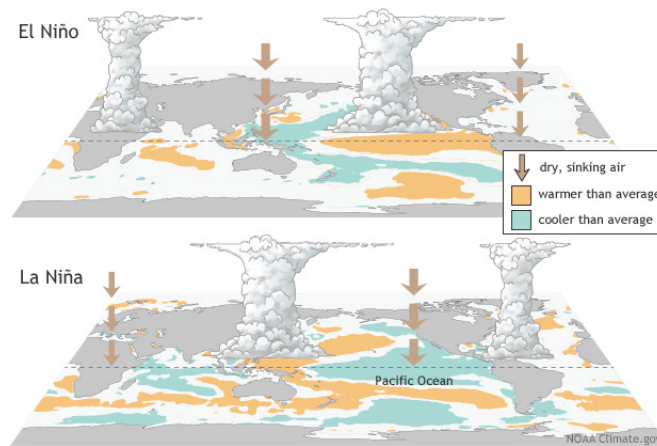 El Niño
dry, sinking air
warmer than average
cooler than average
La Niña
Pacific Ocean
NOAA Climate.gov